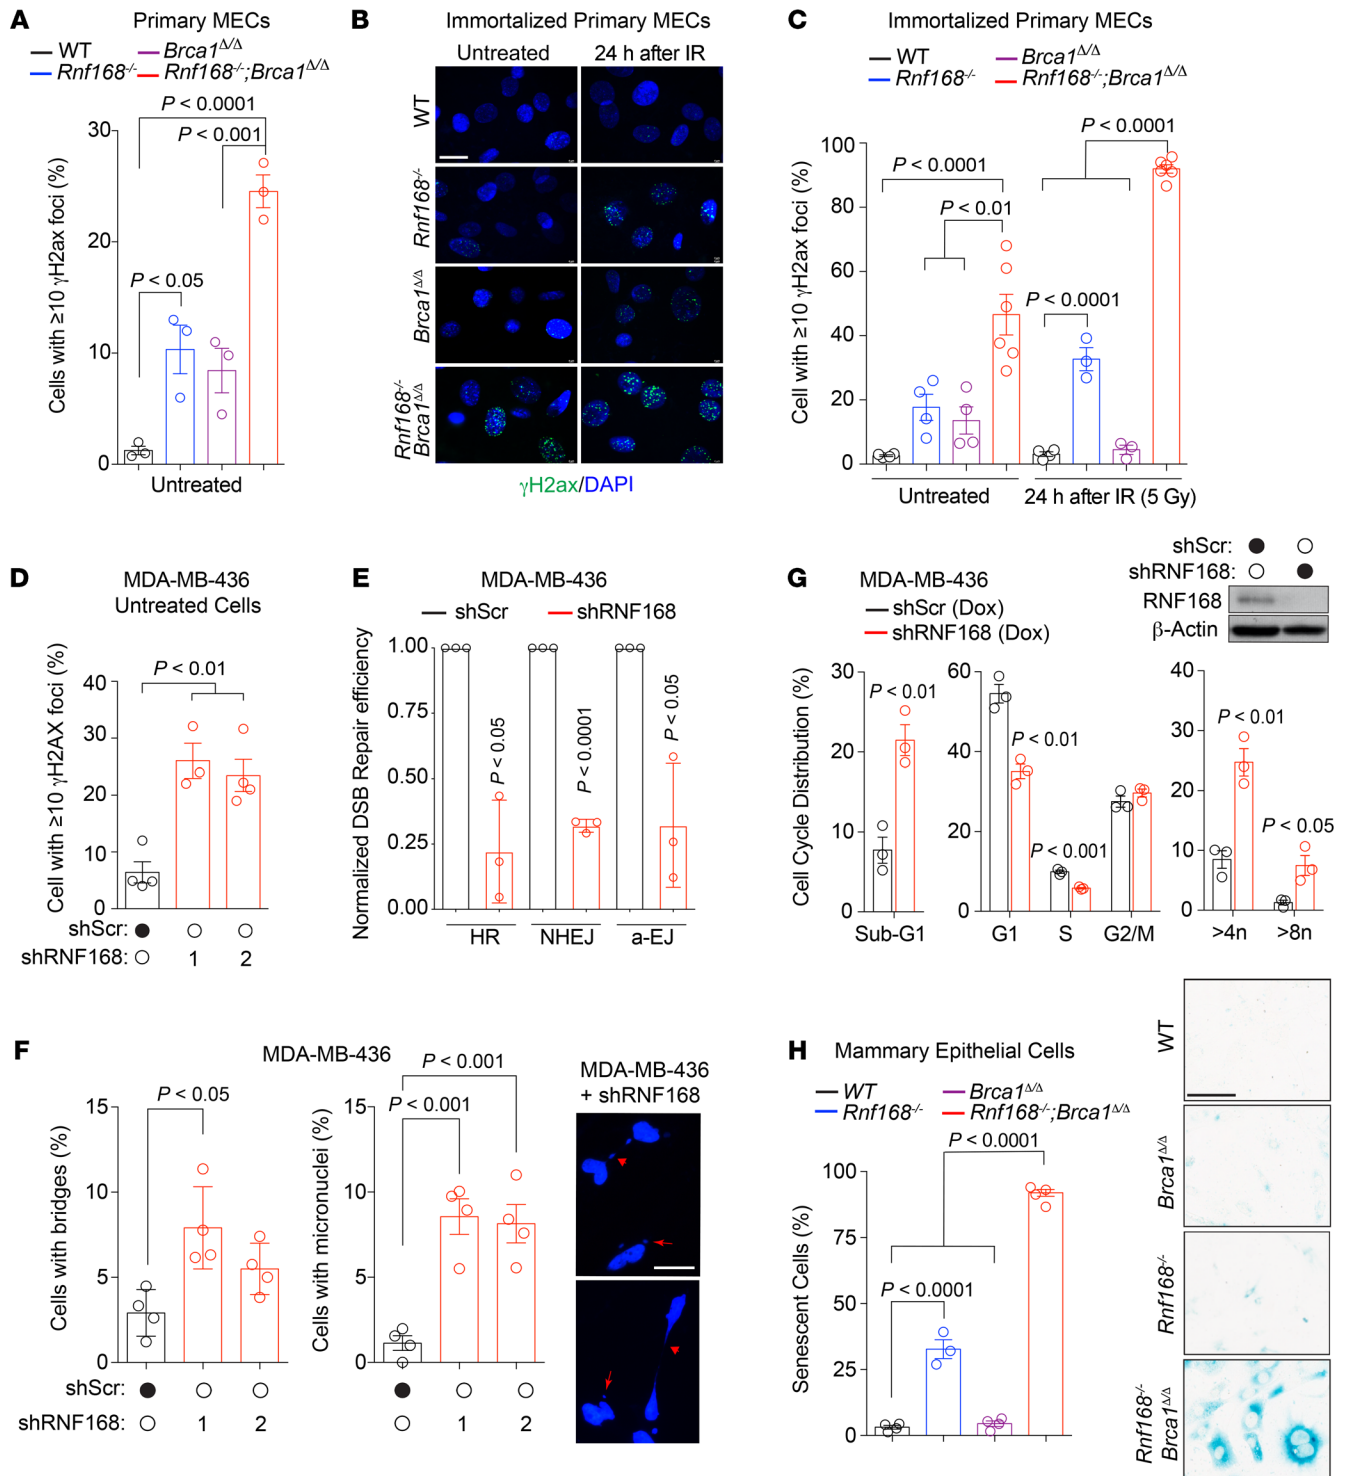 A
Primary MECs
WT
Brca1Δ/Δ
Rnf168-/-
Rnf168-/-;Brca1Δ/Δ
P < 0.0001
P < 0.001
P < 0.05
Cells with ≥10 γH2ax foci (%)
30
20
10
0
Untreated
B
Immortalized Primary MECs
Untreated
24 h after IR
WT
Rnf168-/-
Brca1Δ/Δ
Rnf168-/-
Brca1Δ/Δ
γH2ax/DAPI
C
Immortalized Primary MECs
WT
Brca1Δ/Δ
Rnf168-/-
Rnf168-/-;Brca1Δ/Δ
P < 0.0001
P < 0.0001
P < 0.01
P < 0.0001
Cell with ≥10 γH2ax foci (%)
100
80
60
40
20
0
Untreated
24 h after IR (5 Gy)
D
MDA-MB-436
Untreated Cells
P < 0.01
Cell with ≥10 γH2AX foci (%)
40
30
20
10
0
shScr:
shRNF168:
1
2
E
MDA-MB-436
shScr
shRNF168
Normalized DSB Repair efficiency
1.00
0.75
0.50
0.25
0.00
P < 0.05
P < 0.0001
P < 0.05
HR
NHEJ
a-EJ
G
MDA-MB-436
shScr (Dox)
shRNF168 (Dox)
shScr:
shRNF168:
RNF168
β-Actin
Cell Cycle Distribution (%)
30
20
10
0
P < 0.01
Sub-G1
60
40
20
0
P < 0.01
P < 0.001
G1
S
G2/M
40
30
20
10
0
P < 0.01
P < 0.05
>4n
>8n
F
MDA-MB-436
Cells with bridges (%)
15
10
5
0
P < 0.05
shScr:
shRNF168:
1
2
Cells with micronuclei (%)
15
10
5
0
P < 0.001
P < 0.001
1
2
MDA-MB-436
+ shRNF168
H
Mammary Epithelial Cells
WT
Brca1Δ/Δ
Rnf168-/-
Rnf168-/-;Brca1Δ/Δ
P < 0.0001
P < 0.0001
Senescent Cells (%)
100
75
50
25
0
WT
Brca1Δ/Δ
Rnf168-/-
Rnf168-/-
Brca1Δ/Δ